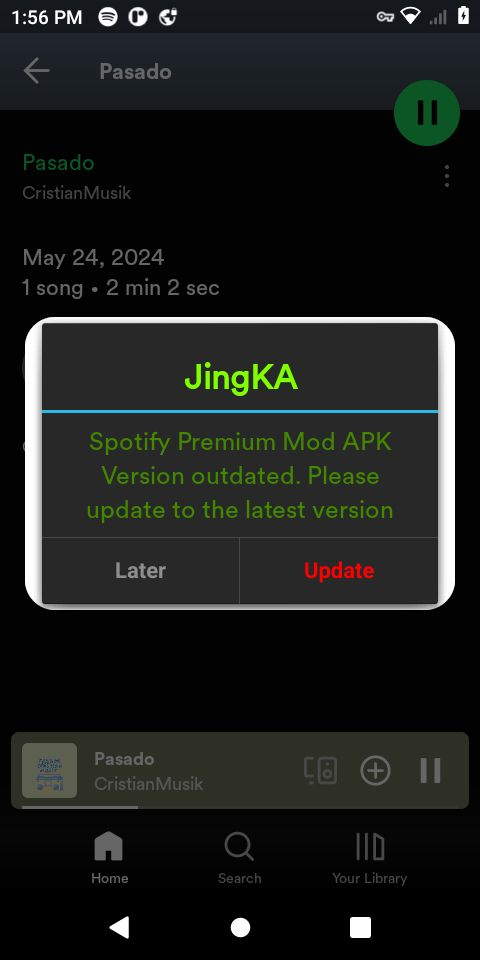 1:56 PM
Pasado
Pasado
CristianMusik
May 24, 2024
1 song • 2 min 2 sec
JingKA
Spotify Premium Mod APK
Version outdated. Please
update to the latest version
Later
Update
Pasado
CristianMusik
Home
Search
Your Library